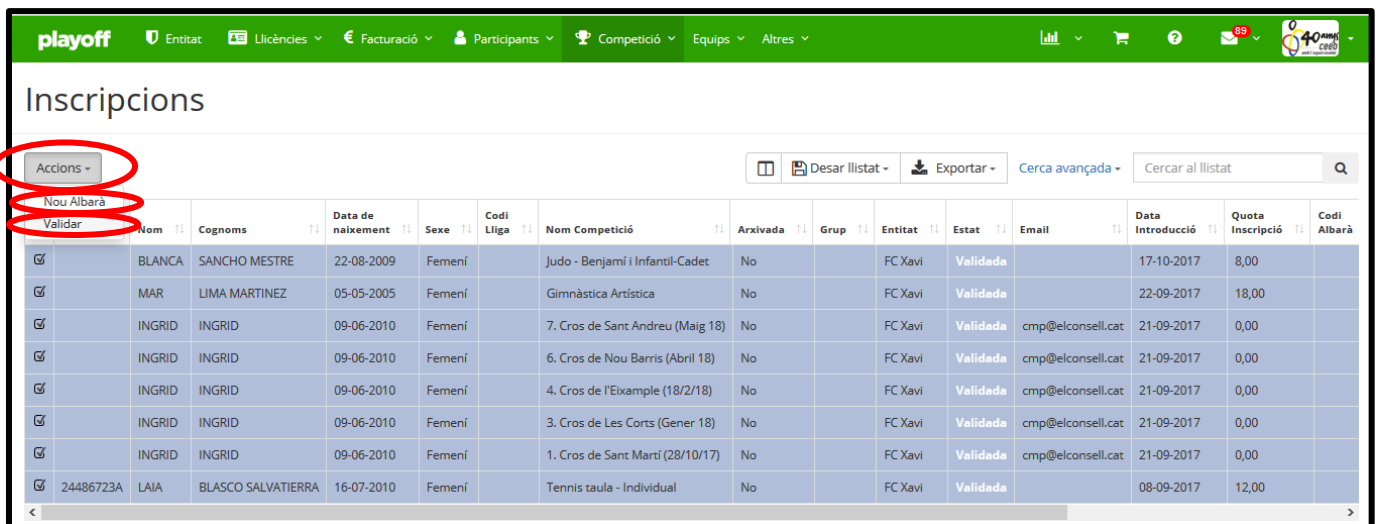 playoff Entitat Llicències € Facturació Participants Competició Equips Altres 89 40 anys ceeb
Inscripcions
Accions Desar llistat Exportar Cerca avançada Cercar al llistat
Nou Albarà
Validar
Nom Cognoms Data de naixement Sexe Codi Lliga Nom Competició Arxivada Grup Entitat Estat Email Data Introducció Quota Inscripció Codi Albarà
BLANCA SANCHO MESTRE 22-08-2009 Femení Judo - Benjamí i Infantil-Cadet No FC Xavi Validada 17-10-2017 8,00
MAR LIMA MARTINEZ 05-05-2005 Femení Gimnàstica Artística No FC Xavi Validada 22-09-2017 18,00
INGRID INGRID 09-06-2010 Femení 7. Cros de Sant Andreu (Maig 18) No FC Xavi Validada cmp@elconsell.cat 21-09-2017 0,00
INGRID INGRID 09-06-2010 Femení 6. Cros de Nou Barris (Abril 18) No FC Xavi Validada cmp@elconsell.cat 21-09-2017 0,00
INGRID INGRID 09-06-2010 Femení 4. Cros de l'Eixample (18/2/18) No FC Xavi Validada cmp@elconsell.cat 21-09-2017 0,00
INGRID INGRID 09-06-2010 Femení 3. Cros de Les Corts (Gener 18) No FC Xavi Validada cmp@elconsell.cat 21-09-2017 0,00
INGRID INGRID 09-06-2010 Femení 1. Cros de Sant Martí (28/10/17) No FC Xavi Validada cmp@elconsell.cat 21-09-2017 0,00
24486723A LAIA BLASCO SALVATIERRA 16-07-2010 Femení Tennis taula - Individual No FC Xavi Validada 08-09-2017 12,00